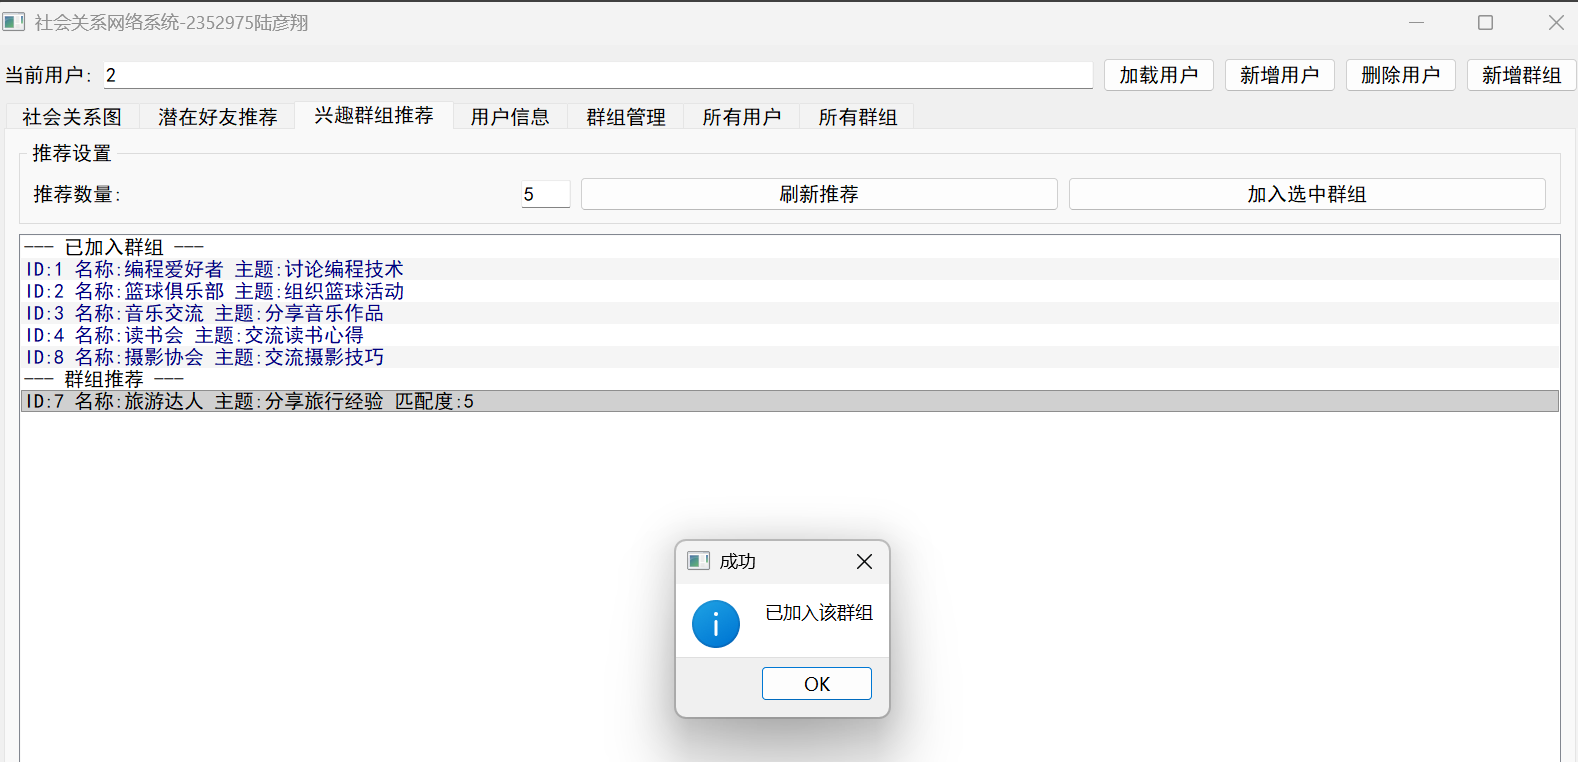 社会关系网络系统-2352975陆彦翔
当前用户: 2 加载用户 新增用户 删除用户 新增群组
社会关系图 潜在好友推荐 兴趣群组推荐 用户信息 群组管理 所有用户 所有群组
推荐设置
推荐数量: 5 刷新推荐 加入选中群组
--- 已加入群组 ---
ID:1 名称:编程爱好者 主题:讨论编程技术
ID:2 名称:篮球俱乐部 主题:组织篮球活动
ID:3 名称:音乐交流 主题:分享音乐作品
ID:4 名称:读书会 主题:交流读书心得
ID:8 名称:摄影协会 主题:交流摄影技巧
--- 群组推荐 ---
ID:7 名称:旅游达人 主题:分享旅行经验 匹配度:5
成功
已加入该群组
OK